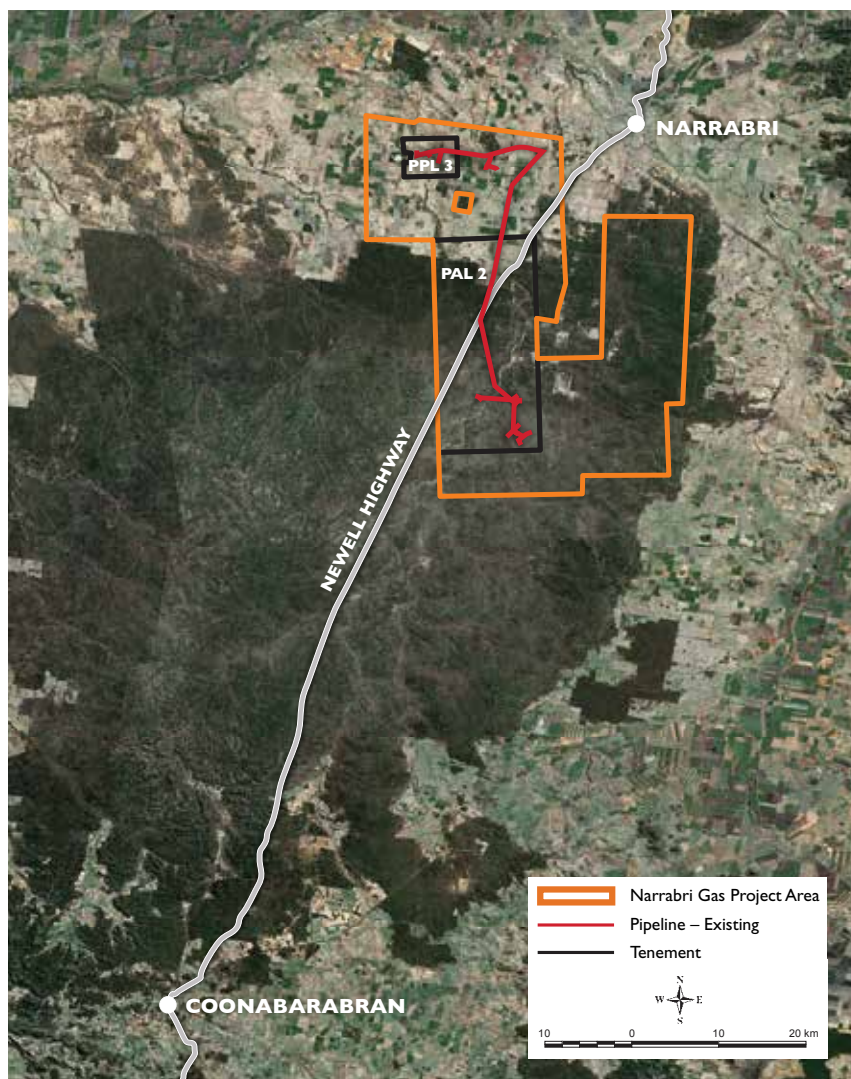 NARRABRI
PPL 3
PAL 2
NEWELL HIGHWAY
COONABARABRAN
Narrabri Gas Project Area
Pipeline – Existing
Tenement
N
W E
S
10 0 10 20 km